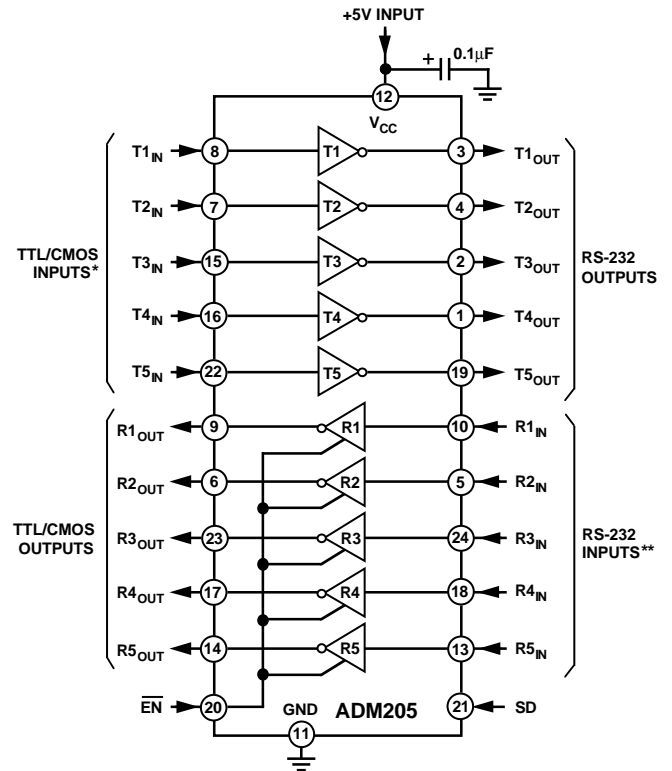 +5V INPUT
+ 0.1µF
12
VCC
T1IN 8 T1 3 T1OUT
T2IN 7 T2 4 T2OUT
T3IN 15 T3 2 T3OUT
T4IN 16 T4 1 T4OUT
T5IN 22 T5 19 T5OUT
TTL/CMOS
INPUTS*
RS-232
OUTPUTS
R1OUT 9 R1 10 R1IN
R2OUT 6 R2 5 R2IN
R3OUT 23 R3 24 R3IN
R4OUT 17 R4 18 R4IN
R5OUT 14 R5 13 R5IN
TTL/CMOS
OUTPUTS
RS-232
INPUTS**
EN 20 GND ADM205 21 SD
11